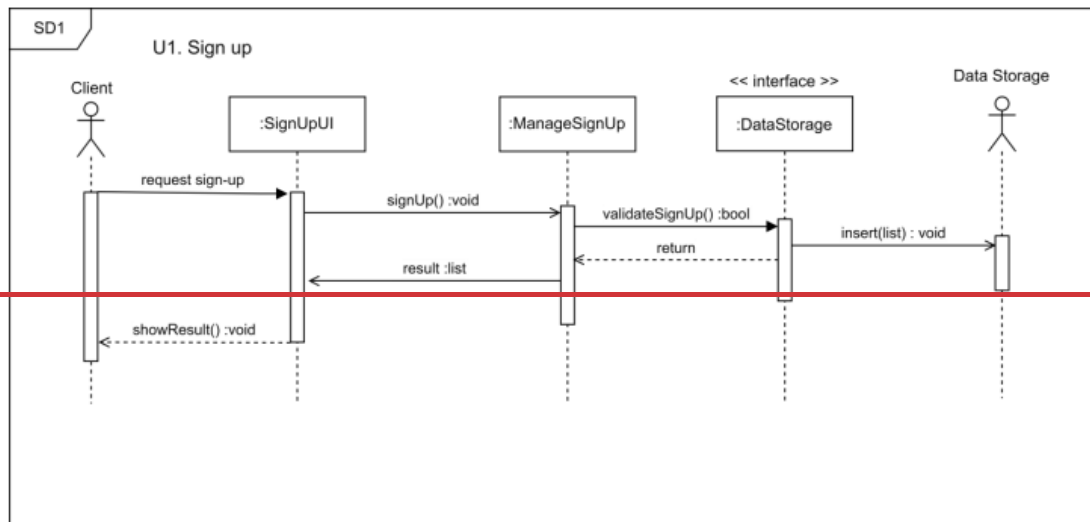 SD1
U1. Sign up
Client
<< interface >>
Data Storage
:SignUpUI
:ManageSignUp
:DataStorage
request sign-up
signUp() :void
validateSignUp() :bool
insert(list) : void
return
result :list
showResult() :void